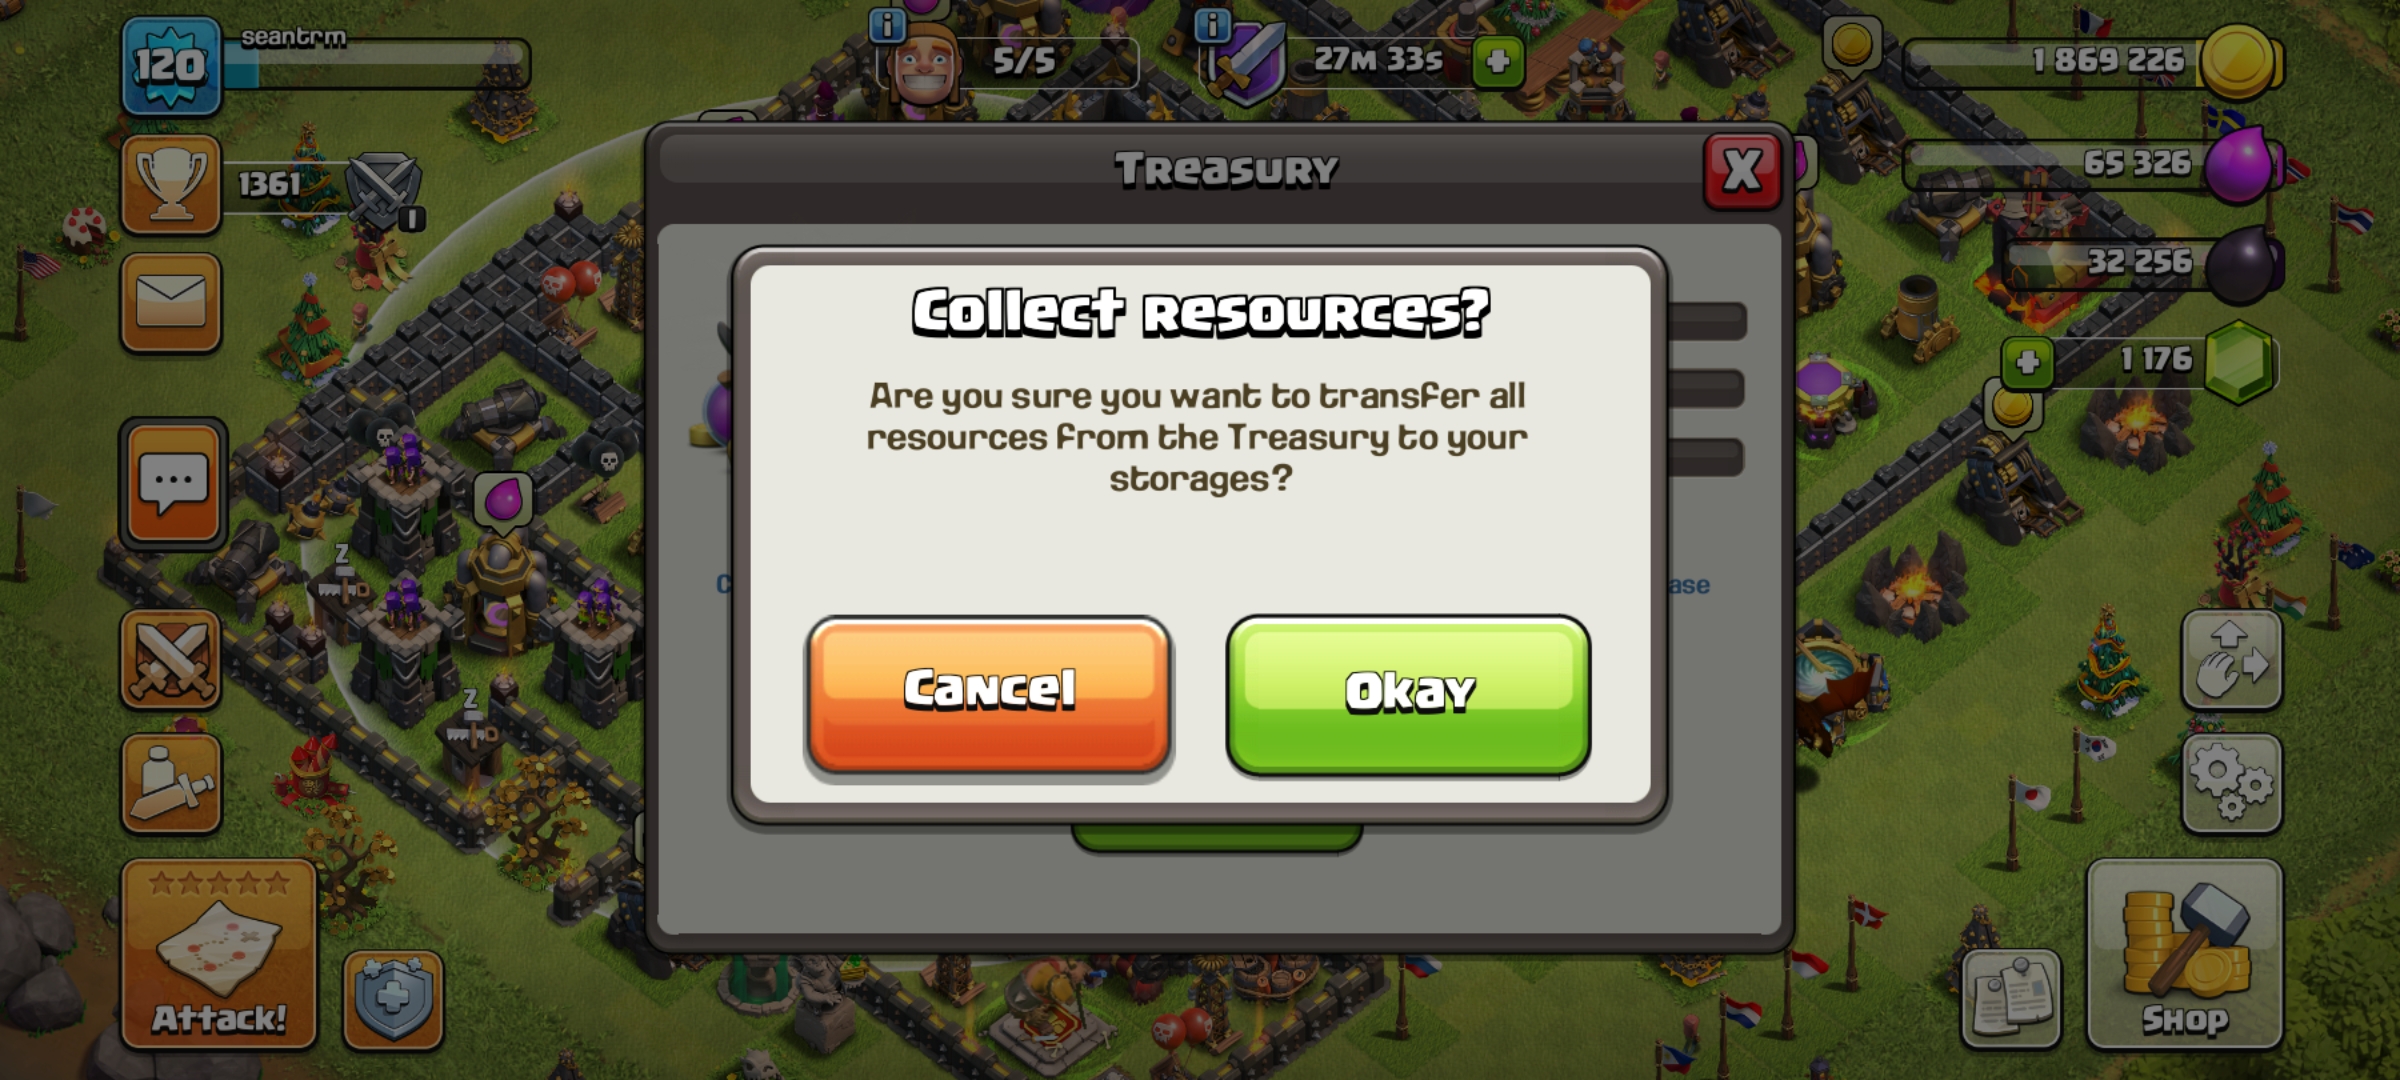 120
seantrm
5/5
27M 33s
1 869 226
1361
I
Treasury
X
65 326
32 256
1 176
Collect resources?
Are you sure you want to transfer all
resources from the Treasury to your
storages?
ase
Cancel
Okay
Z
Z
Attack!
Shop